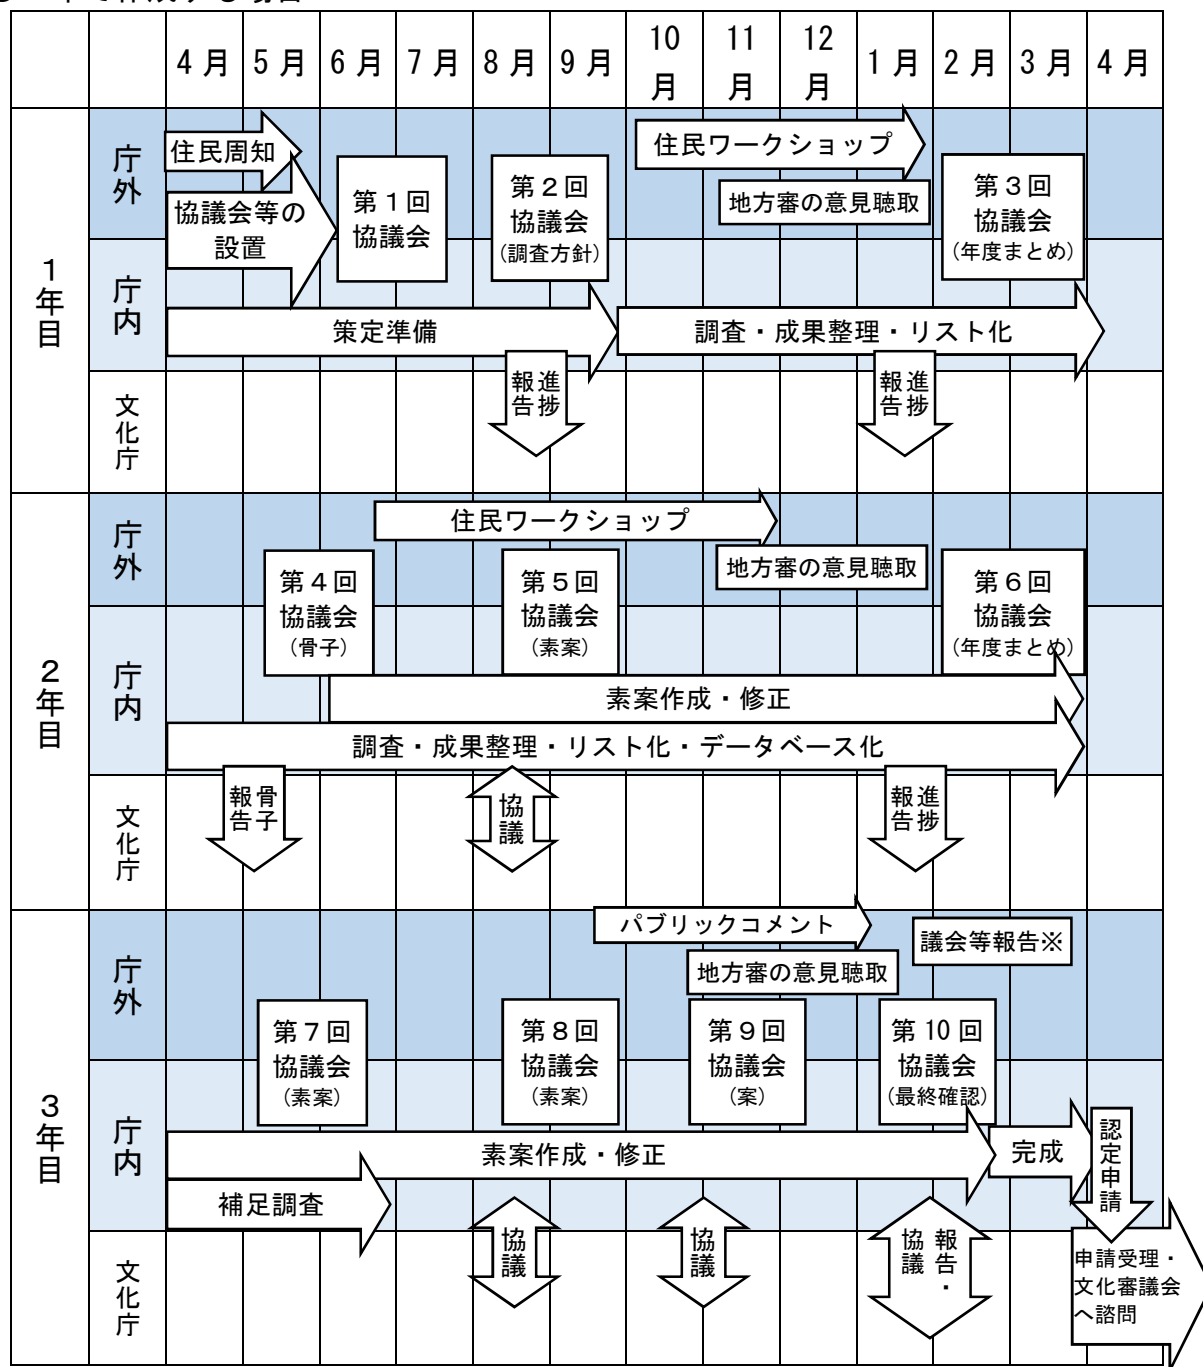 4月 5月 6月 7月 8月 9月 10月 11月 12月 1月 2月 3月 4月
1年目
庁外
住民周知
協議会等の
設置
第1回
協議会
第2回
協議会
(調査方針)
住民ワークショップ
地方審の意見聴取
第3回
協議会
(年度まとめ)
庁内
策定準備
調査・成果整理・リスト化
文化庁
進捗
報告
進捗
報告
2年目
庁外
住民ワークショップ
地方審の意見聴取
第4回
協議会
(骨子)
第5回
協議会
(素案)
第6回
協議会
(年度まとめ)
庁内
素案作成・修正
調査・成果整理・リスト化・データベース化
文化庁
骨子
報告
協議
進捗
報告
3年目
庁外
パブリックコメント
議会等報告※
地方審の意見聴取
第7回
協議会
(素案)
第8回
協議会
(素案)
第9回
協議会
(案)
第10回
協議会
(最終確認)
庁内
素案作成・修正
完成
認定申請
補足調査
文化庁
協議
協議
報告・
協議
申請受理・
文化審議会
へ諮問